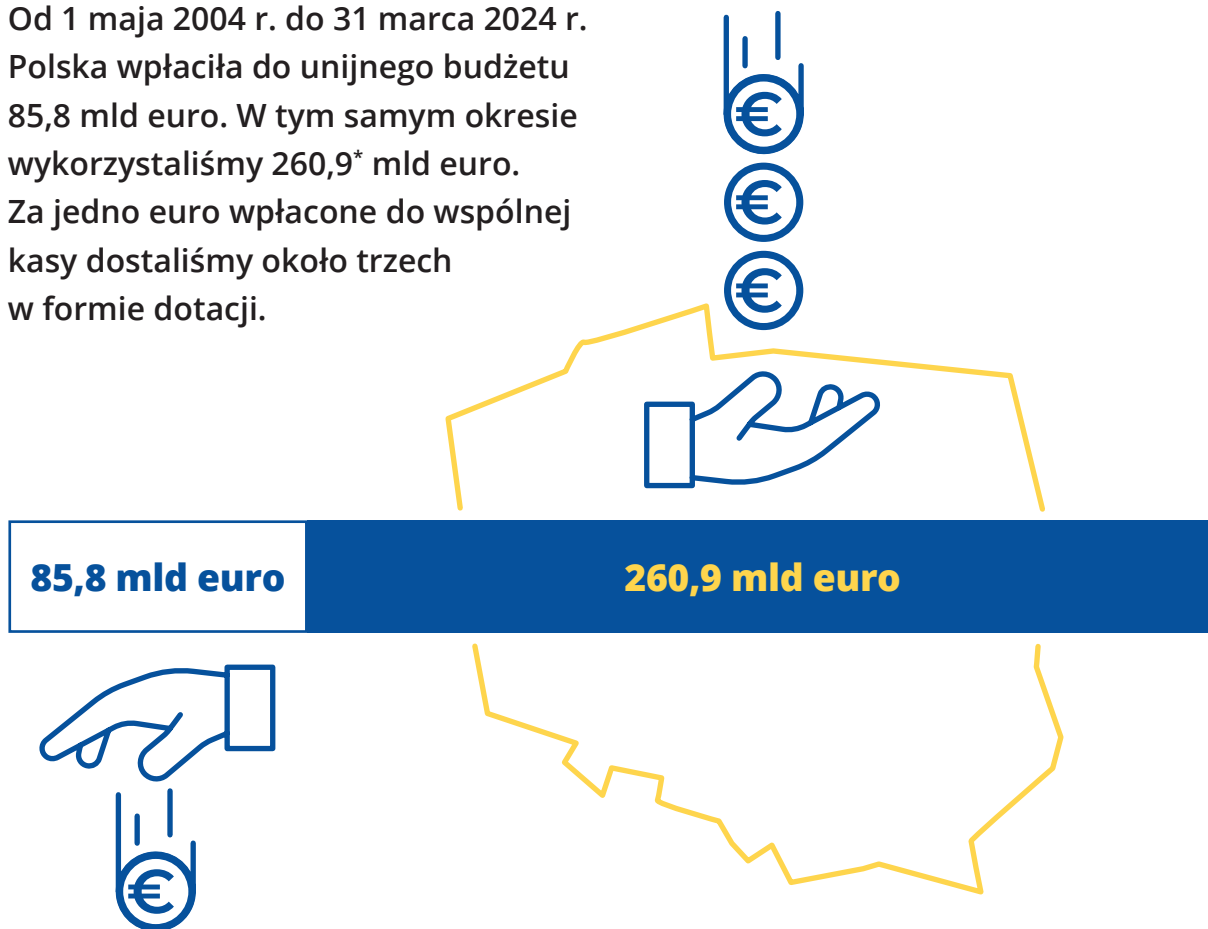 Od 1 maja 2004 r. do 31 marca 2024 r.
Polska wpłaciła do unijnego budżetu
85,8 mld euro. W tym samym okresie
wykorzystaliśmy 260,9* mld euro.
Za jedno euro wpłacone do wspólnej
kasy dostaliśmy około trzech
w formie dotacji.
€
€
€
85,8 mld euro 260,9 mld euro
€